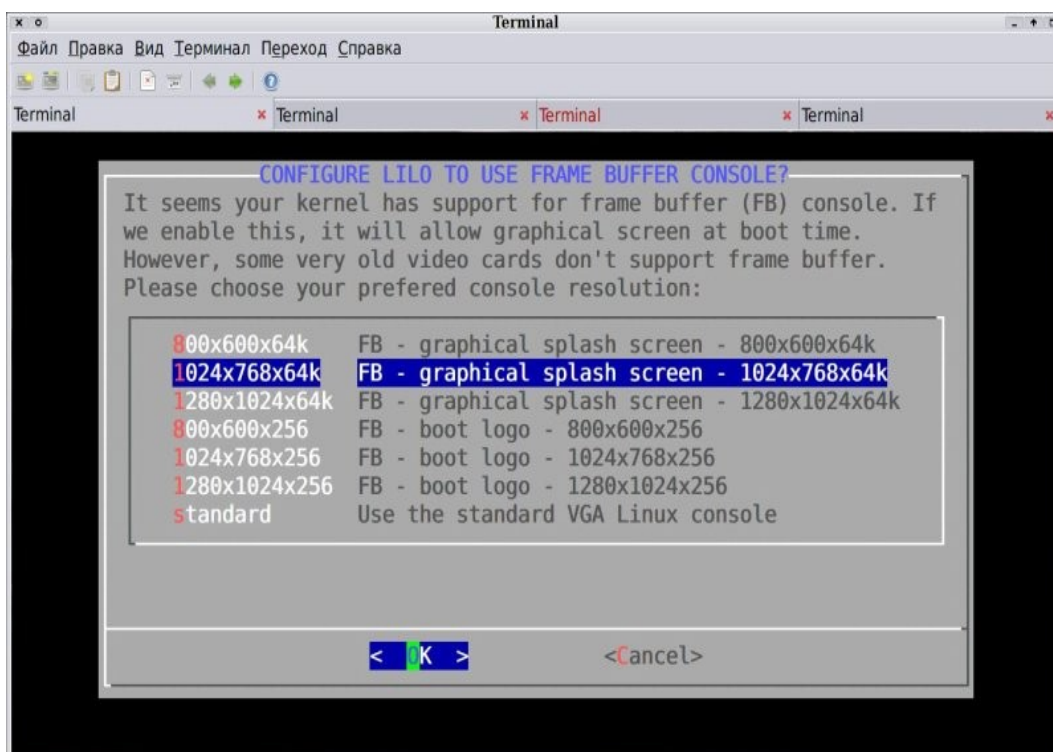 Terminal
Файл Правка Вид Терминал Переход Справка
Terminal Terminal Terminal Terminal
CONFIGURE LILO TO USE FRAME BUFFER CONSOLE?
It seems your kernel has support for frame buffer (FB) console. If
we enable this, it will allow graphical screen at boot time.
However, some very old video cards don't support frame buffer.
Please choose your prefered console resolution:
800x600x64k FB - graphical splash screen - 800x600x64k
1024x768x64k FB - graphical splash screen - 1024x768x64k
1280x1024x64k FB - graphical splash screen - 1280x1024x64k
800x600x256 FB - boot logo - 800x600x256
1024x768x256 FB - boot logo - 1024x768x256
1280x1024x256 FB - boot logo - 1280x1024x256
standard Use the standard VGA Linux console
< OK > <Cancel>